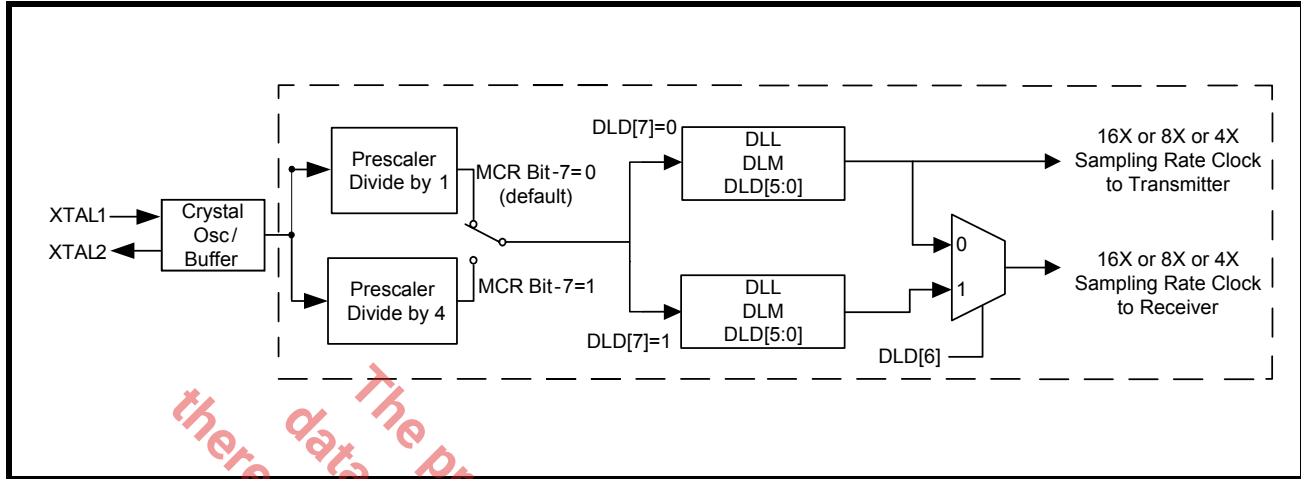 XTAL1
XTAL2
Crystal
Osc/
Buffer
Prescaler
Divide by 1
Prescaler
Divide by 4
MCR Bit-7=0
(default)
MCR Bit-7=1
DLD[7]=0
DLL
DLM
DLD[5:0]
DLD[7]=1
DLL
DLM
DLD[5:0]
0
1
DLD[6]
16X or 8X or 4X
Sampling Rate Clock
to Transmitter
16X or 8X or 4X
Sampling Rate Clock
to Receiver
The
data
there